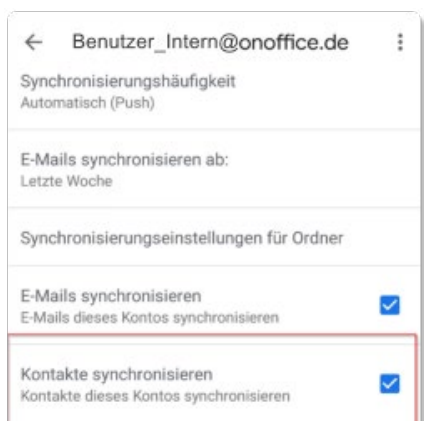 Benutzer_Intern@onoffice.de
Synchronisierungshäufigkeit
Automatisch (Push)
E-Mails synchronisieren ab:
Letzte Woche
Synchronisierungseinstellungen für Ordner
E-Mails synchronisieren
E-Mails dieses Kontos synchronisieren
Kontakte synchronisieren
Kontakte dieses Kontos synchronisieren